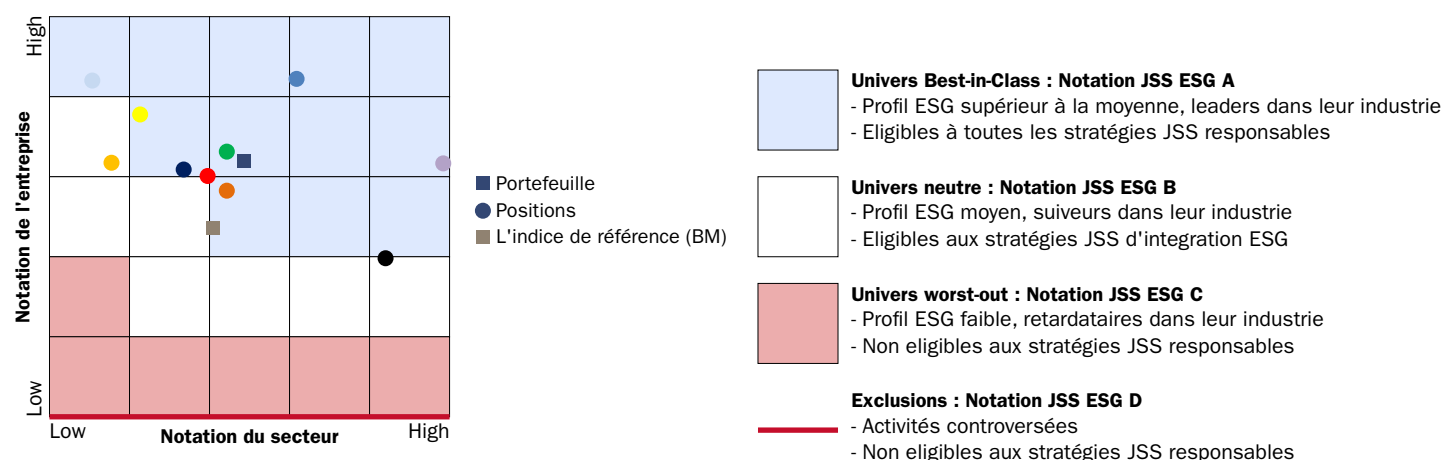 High
Notation de l'entreprise
Low
Low
Notation du secteur
High
Portefeuille
Positions
L'indice de référence (BM)
Univers Best-in-Class : Notation JSS ESG A
- Profil ESG supérieur à la moyenne, leaders dans leur industrie
- Eligibles à toutes les stratégies JSS responsables
Univers neutre : Notation JSS ESG B
- Profil ESG moyen, suiveurs dans leur industrie
- Eligibles aux stratégies JSS d'integration ESG
Univers worst-out : Notation JSS ESG C
- Profil ESG faible, retardataires dans leur industrie
- Non eligibles aux stratégies JSS responsables
Exclusions : Notation JSS ESG D
- Activités controversées
- Non eligibles aux stratégies JSS responsables